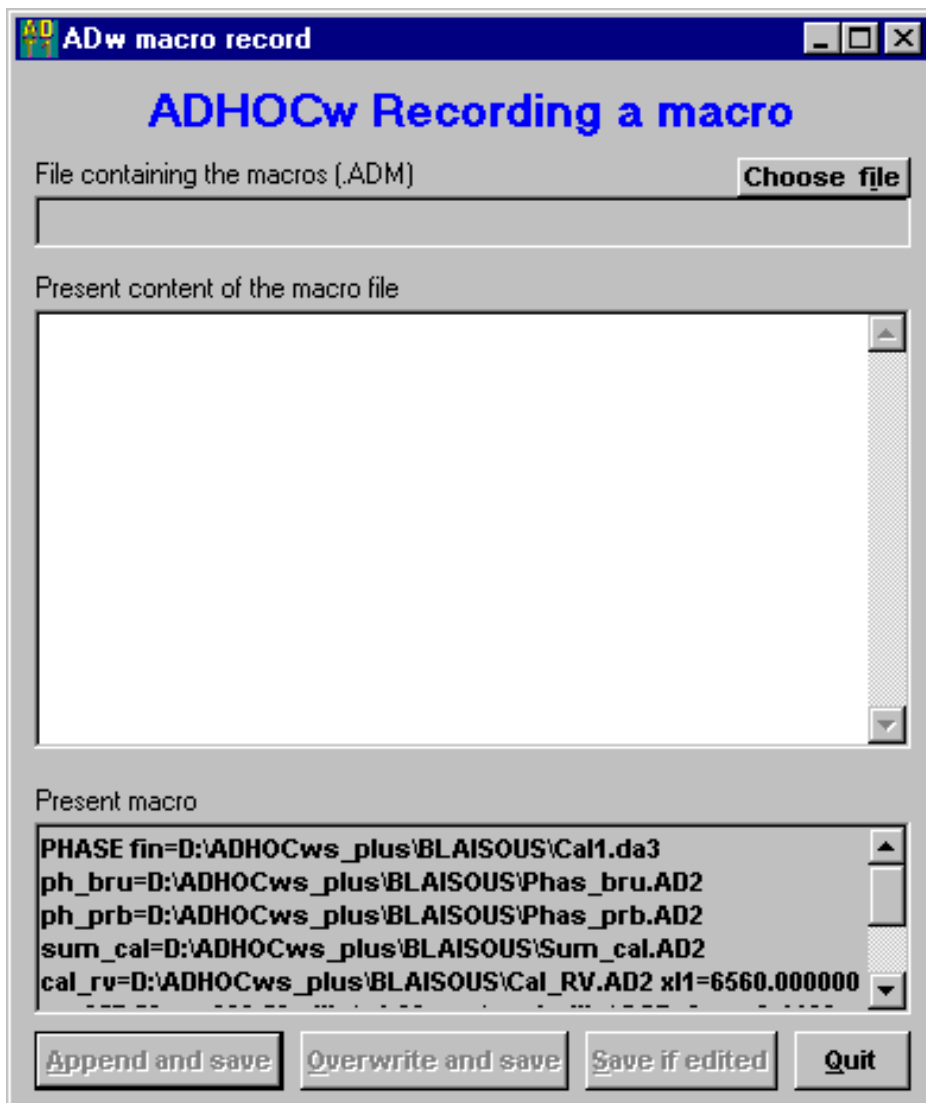 AD
ADw macro record
ADHOCw Recording a macro
File containing the macros (.ADM)
Choose file
Present content of the macro file
Present macro
PHASE fin=D:\ADHOCws_plus\BLAISOUS\Cal1.da3
ph_bru=D:\ADHOCws_plus\BLAISOUS\Phas_bru.AD2
ph_prb=D:\ADHOCws_plus\BLAISOUS\Phas_prb.AD2
sum_cal=D:\ADHOCws_plus\BLAISOUS\Sum_cal.AD2
cal_rv=D:\ADHOCws_plus\BLAISOUS\Cal_RV.AD2 xl1=6560.000000
Append and save Overwrite and save Save if edited Quit